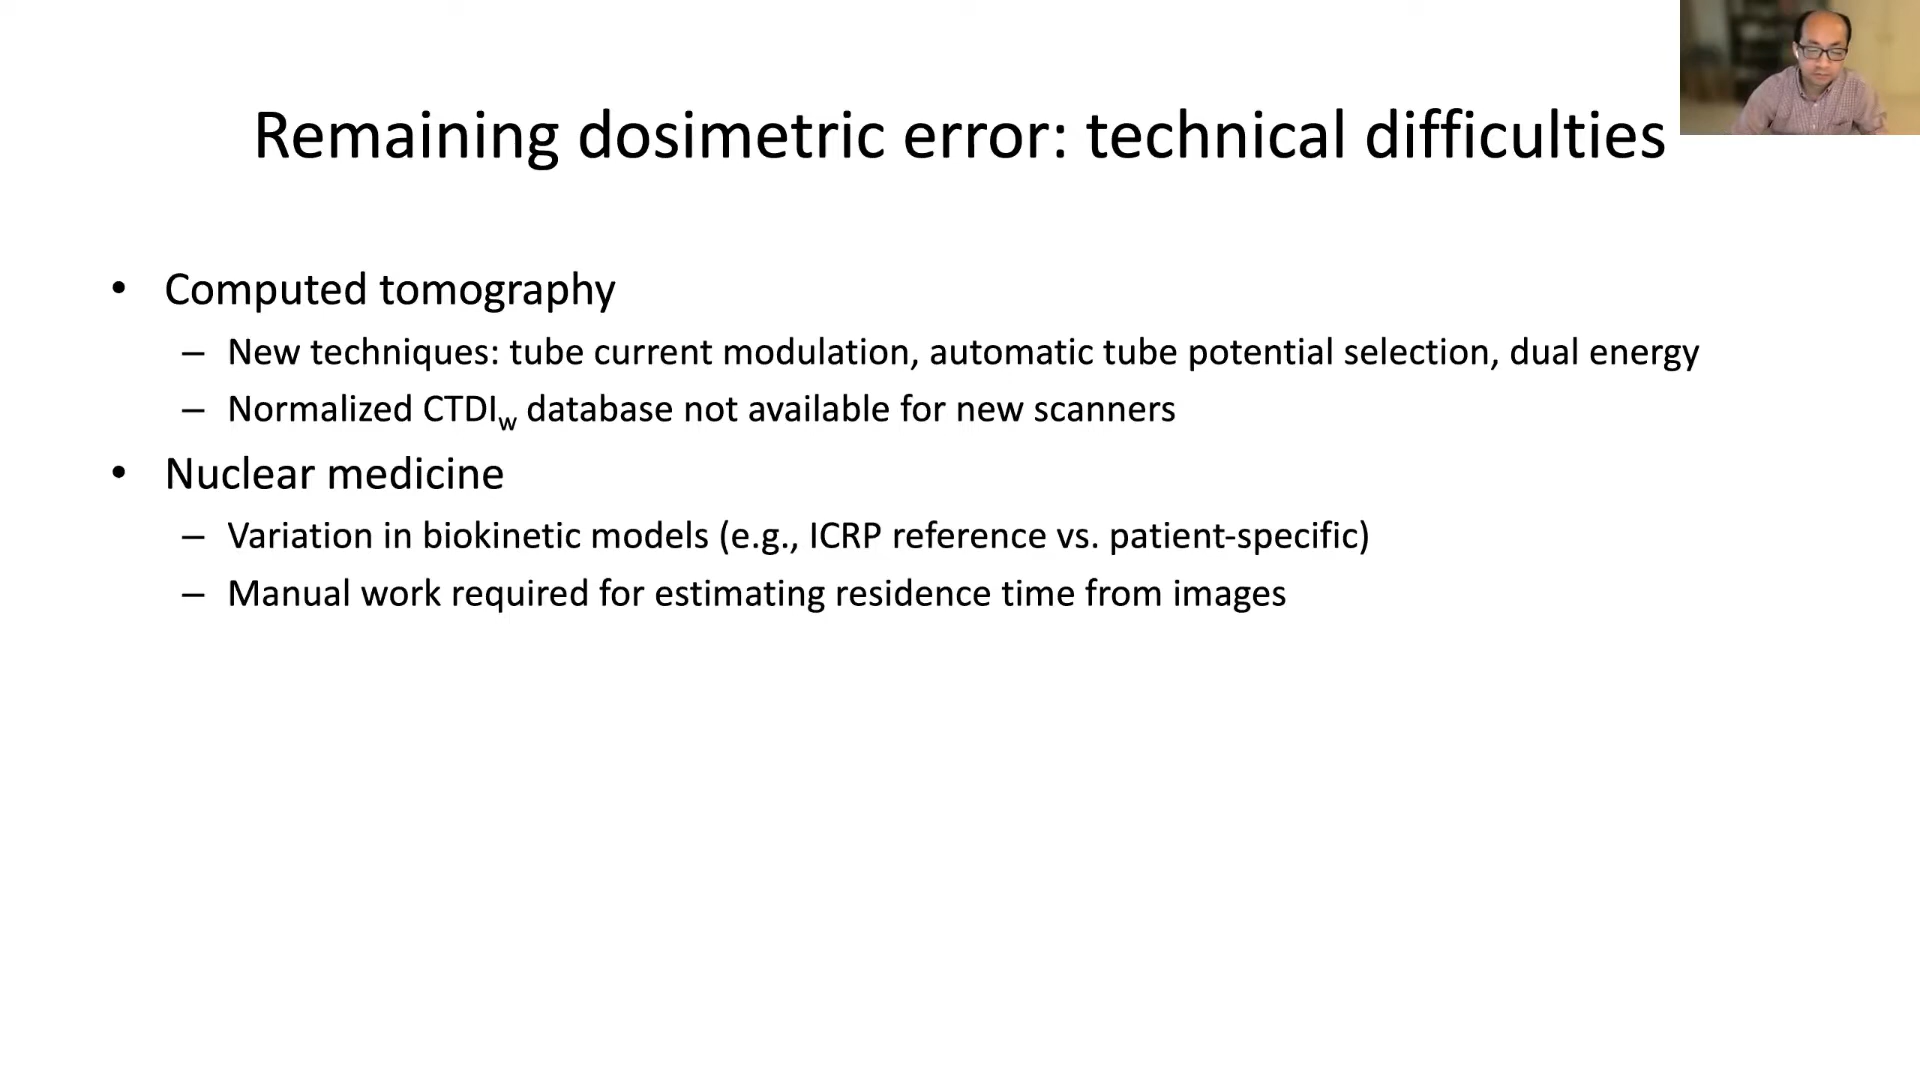 Remaining dosimetric error: technical difficulties
• Computed tomography
– New techniques: tube current modulation, automatic tube potential selection, dual energy
– Normalized CTDIw database not available for new scanners
• Nuclear medicine
– Variation in biokinetic models (e.g., ICRP reference vs. patient-specific)
– Manual work required for estimating residence time from images